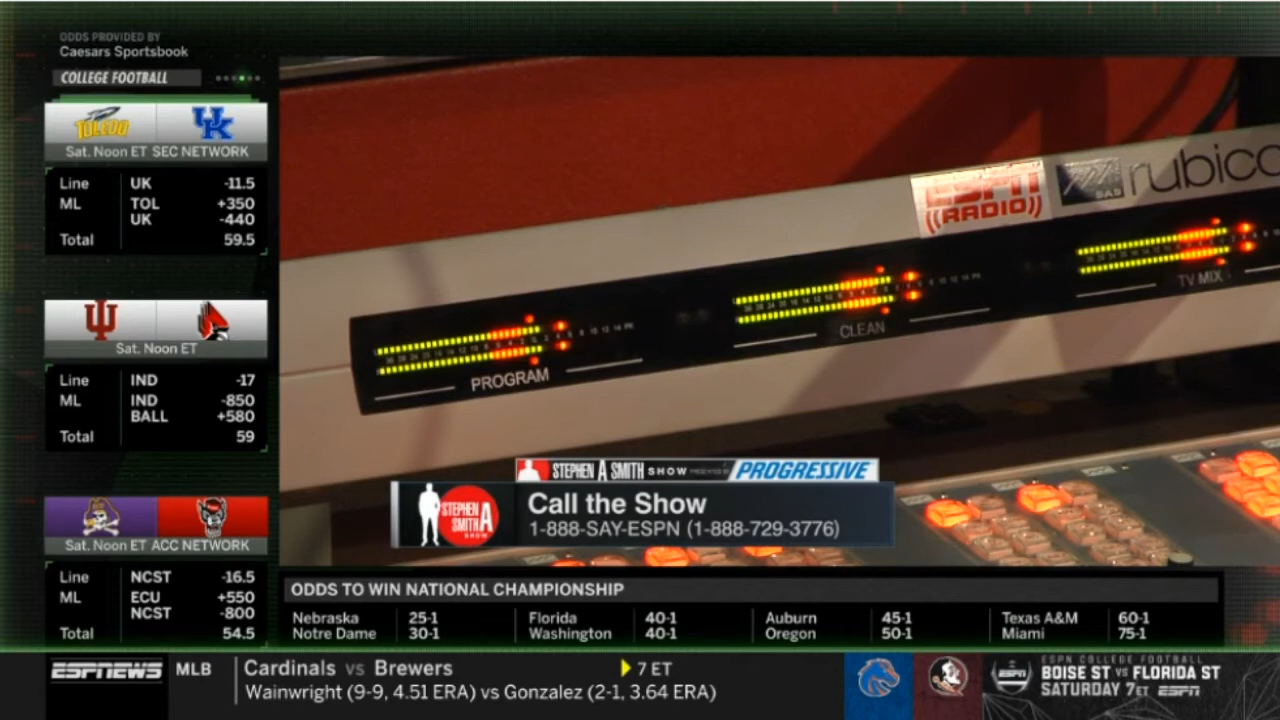 ODDS PROVIDED BY
Caesars Sportsbook
COLLEGE FOOTBALL
TOLEDO UK
Sat. Noon ET SEC NETWORK
Line UK -11.5
ML TOL +350
UK -440
Total 59.5
Sat. Noon ET
Line IND -17
ML IND -850
BALL +580
Total 59
Sat. Noon ET ACC NETWORK
Line NCST -16.5
ML ECU +550
NCST -800
Total 54.5
ESPN
((RADIO))
SAS
PROGRAM
CLEAN
TV MIX
STEPHEN A SMITH SHOW PRESENTED BY PROGRESSIVE
STEPHEN A
SMITH
SHOW
Call the Show
1-888-SAY-ESPN (1-888-729-3776)
ODDS TO WIN NATIONAL CHAMPIONSHIP
Nebraska 25-1 Florida 40-1 Auburn 45-1 Texas A&M 60-1
Notre Dame 30-1 Washington 40-1 Oregon 50-1 Miami 75-1
ESPNEWS MLB
Cardinals vs Brewers 7 ET
Wainwright (9-9, 4.51 ERA) vs Gonzalez (2-1, 3.64 ERA)
ESPN
ESPN COLLEGE FOOTBALL
BOISE ST VS FLORIDA ST
SATURDAY 7ET ESPN